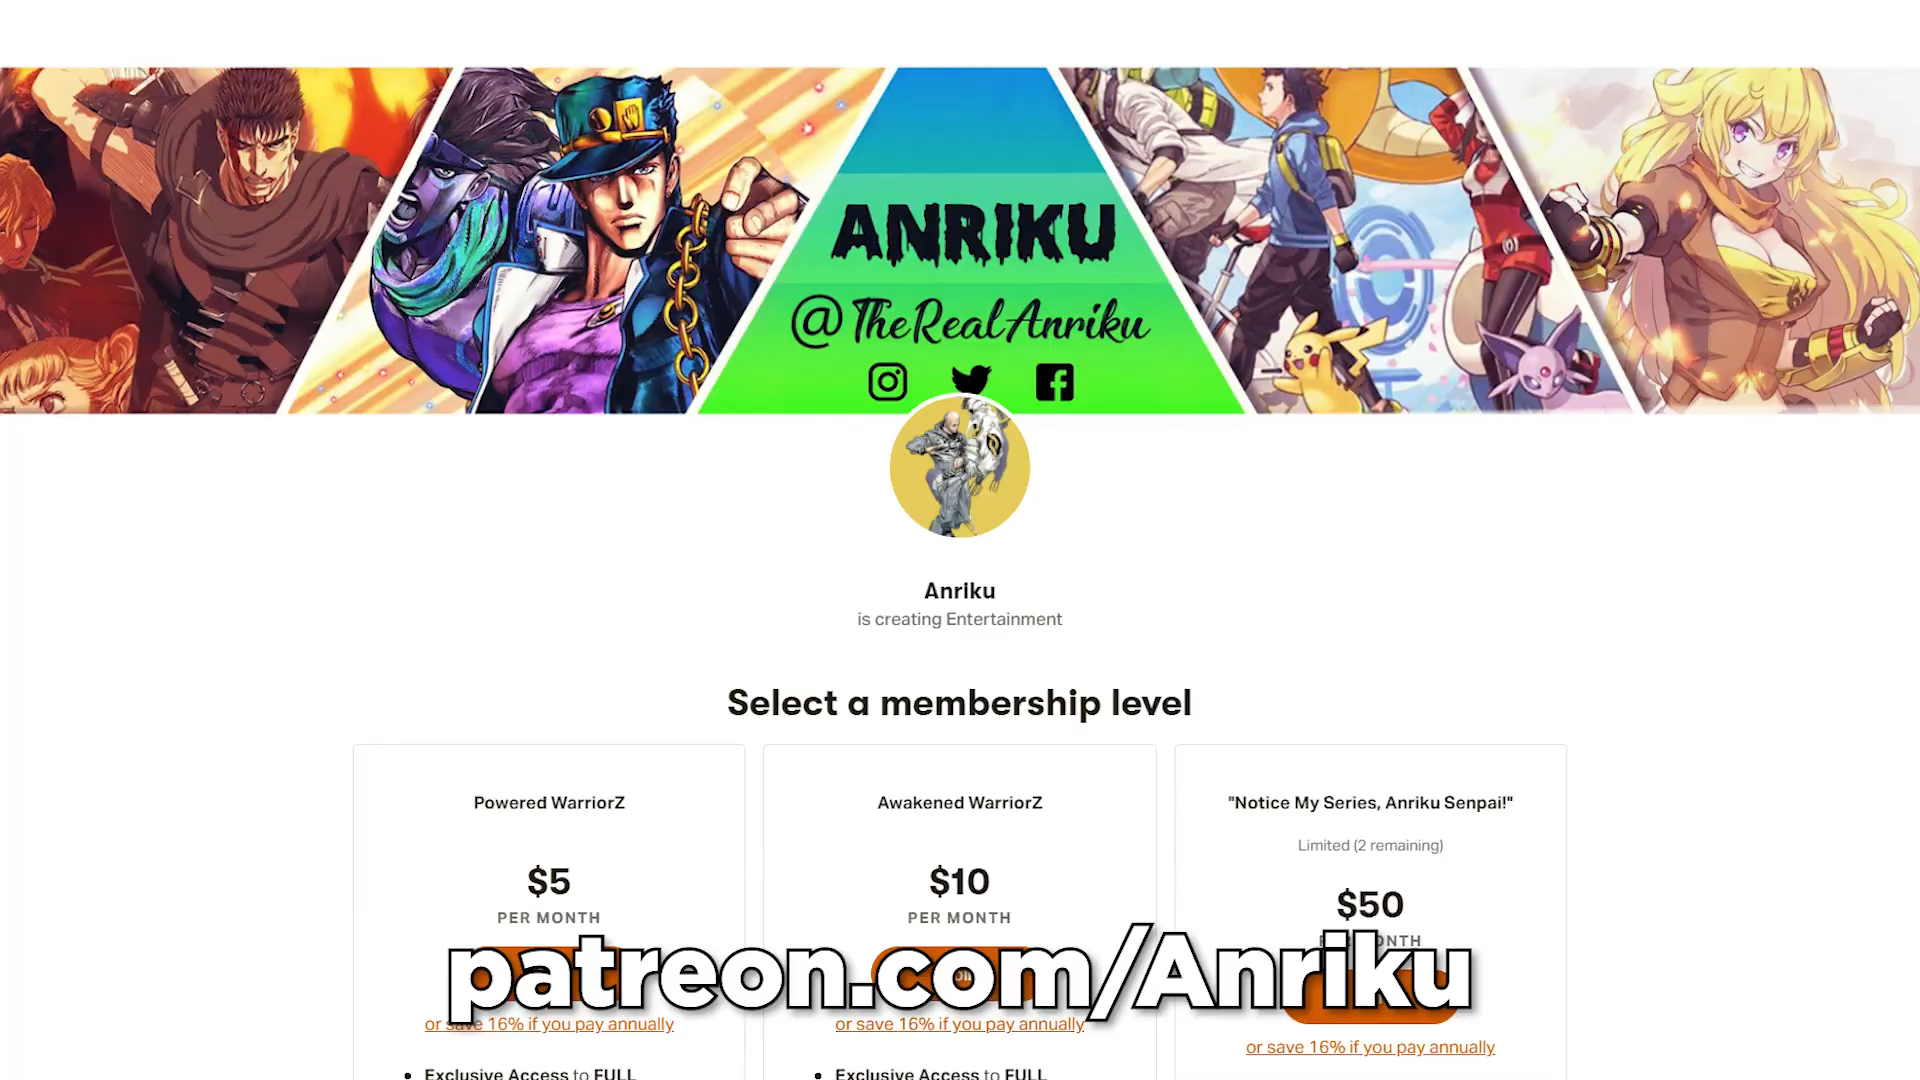 ANRIKU
@TheRealAnriku
Anriku
is creating Entertainment
Select a membership level
Powered WarriorZ
$5
PER MONTH
or save 16% if you pay annually
Exclusive Access to FULL
Awakened WarriorZ
$10
PER MONTH
or save 16% if you pay annually
Exclusive Access to FULL
"Notice My Series, Anriku Senpai!"
Limited (2 remaining)
$50
MONTH
or save 16% if you pay annually
patreon.com/Anriku